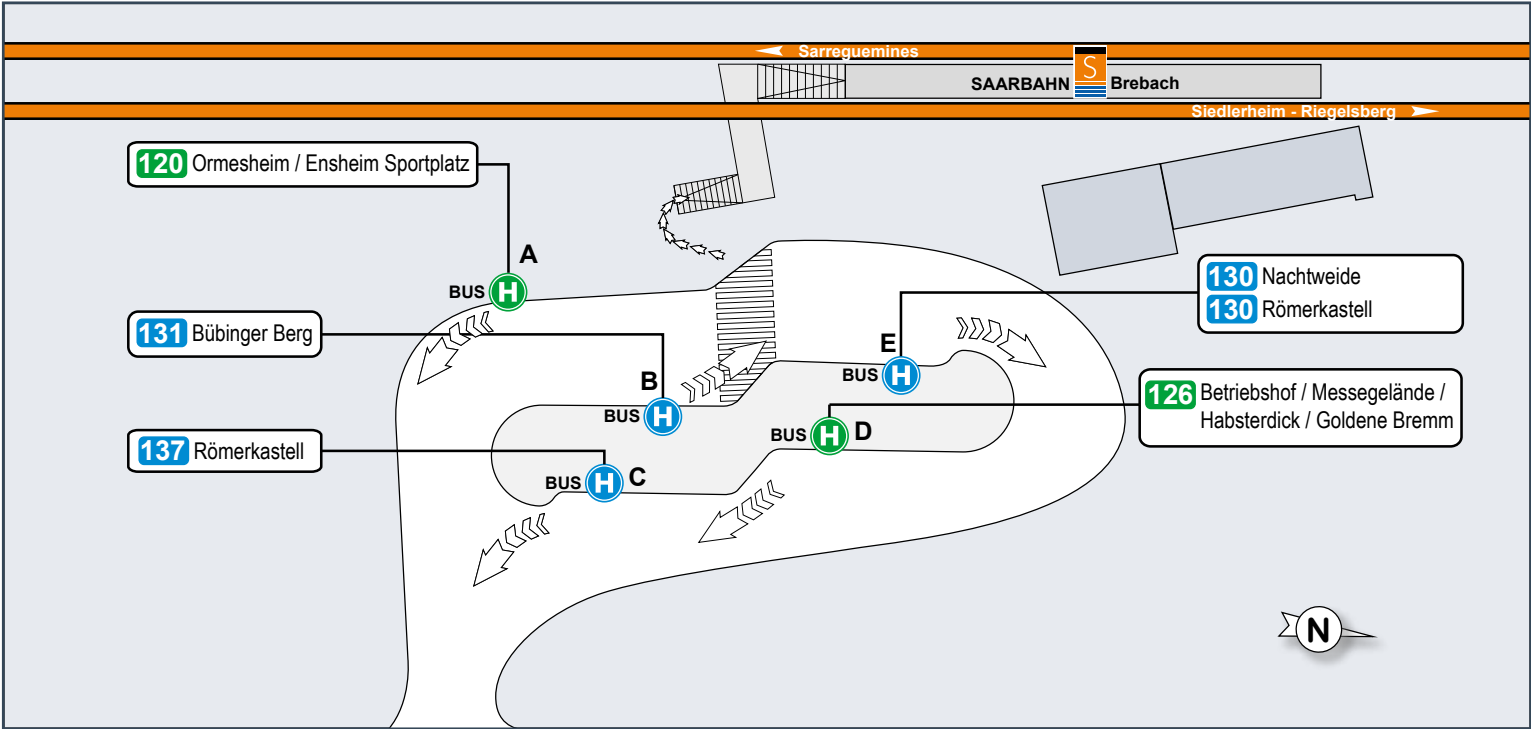 Sarreguemines
S
SAARBAHN Brebach
Siedlerheim - Riegelsberg
120 Ormesheim / Ensheim Sportplatz
A
BUS H
131 Bübinger Berg
B
BUS H
137 Römerkastell
BUS H C
130 Nachtweide
130 Römerkastell
E
BUS H
126 Betriebshof / Messegelände /
Habsterdick / Goldene Bremm
BUS H D
N